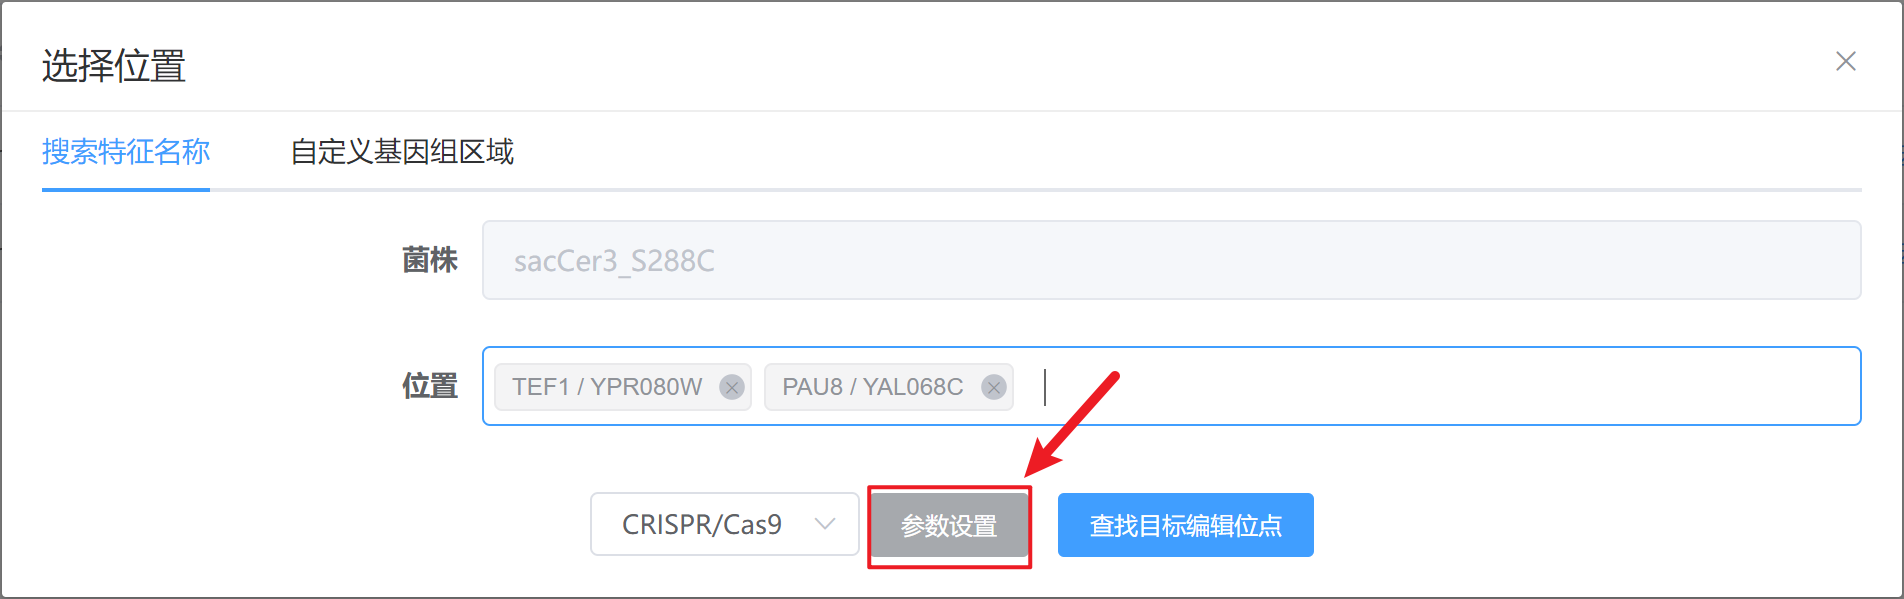 选择位置
搜索特征名称 自定义基因组区域
菌株 sacCer3_S288C
位置 TEF1 / YPR080W PAU8 / YAL068C
CRISPR/Cas9 参数设置 查找目标编辑位点